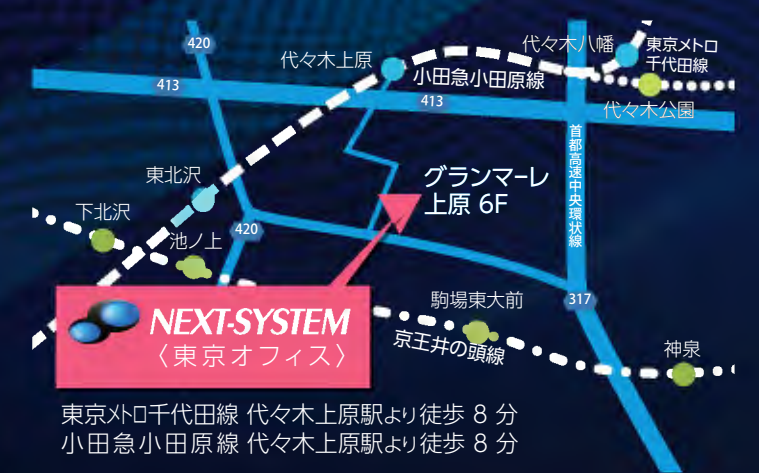 420
代々木八幡
東京メトロ
千代田線
代々木上原
小田急小田原線
413
413
代々木公園
首都高速中央環状線
東北沢
グランマーレ
上原 6F
下北沢
420
池ノ上
317
駒場東大前
NEXT-SYSTEM
〈東京オフィス〉
京王井の頭線
神泉
東京メトロ千代田線 代々木上原駅より徒歩 8 分
小田急小田原線 代々木上原駅より徒歩 8 分